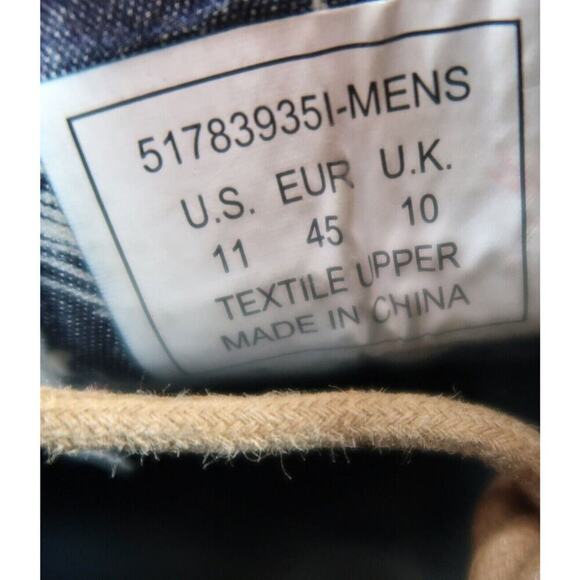 51783935I-MENS
U.S. EUR U.K.
11 45 10
TEXTILE UPPER
MADE IN CHINA